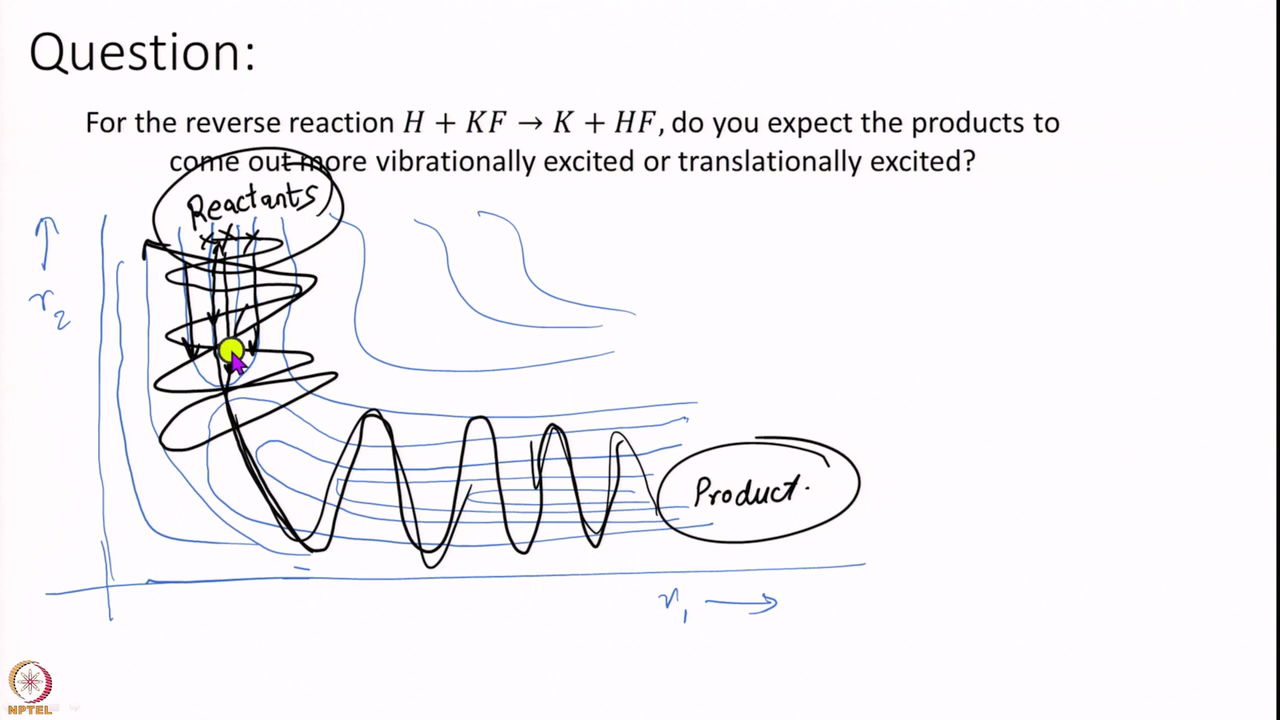 Question:
For the reverse reaction H + KF → K + HF, do you expect the products to
come out more vibrationally excited or translationally excited?
Reactants
r₂
Product.
r₁
NPTEL